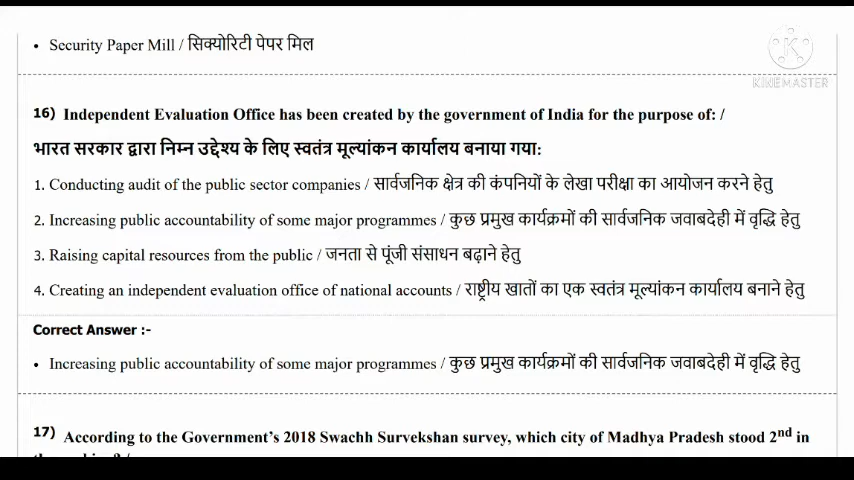 • Security Paper Mill / सिक्योरिटी पेपर मिल
K
KINEMASTER
16) Independent Evaluation Office has been created by the government of India for the purpose of: /
भारत सरकार द्वारा निम्न उद्देश्य के लिए स्वतंत्र मूल्यांकन कार्यालय बनाया गया:
1. Conducting audit of the public sector companies / सार्वजनिक क्षेत्र की कंपनियों के लेखा परीक्षा का आयोजन करने हेतु
2. Increasing public accountability of some major programmes / कुछ प्रमुख कार्यक्रमों की सार्वजनिक जवाबदेही में वृद्धि हेतु
3. Raising capital resources from the public / जनता से पूंजी संसाधन बढ़ाने हेतु
4. Creating an independent evaluation office of national accounts / राष्ट्रीय खातों का एक स्वतंत्र मूल्यांकन कार्यालय बनाने हेतु
Correct Answer :-
• Increasing public accountability of some major programmes / कुछ प्रमुख कार्यक्रमों की सार्वजनिक जवाबदेही में वृद्धि हेतु
17) According to the Government's 2018 Swachh Survekshan survey, which city of Madhya Pradesh stood 2nd in